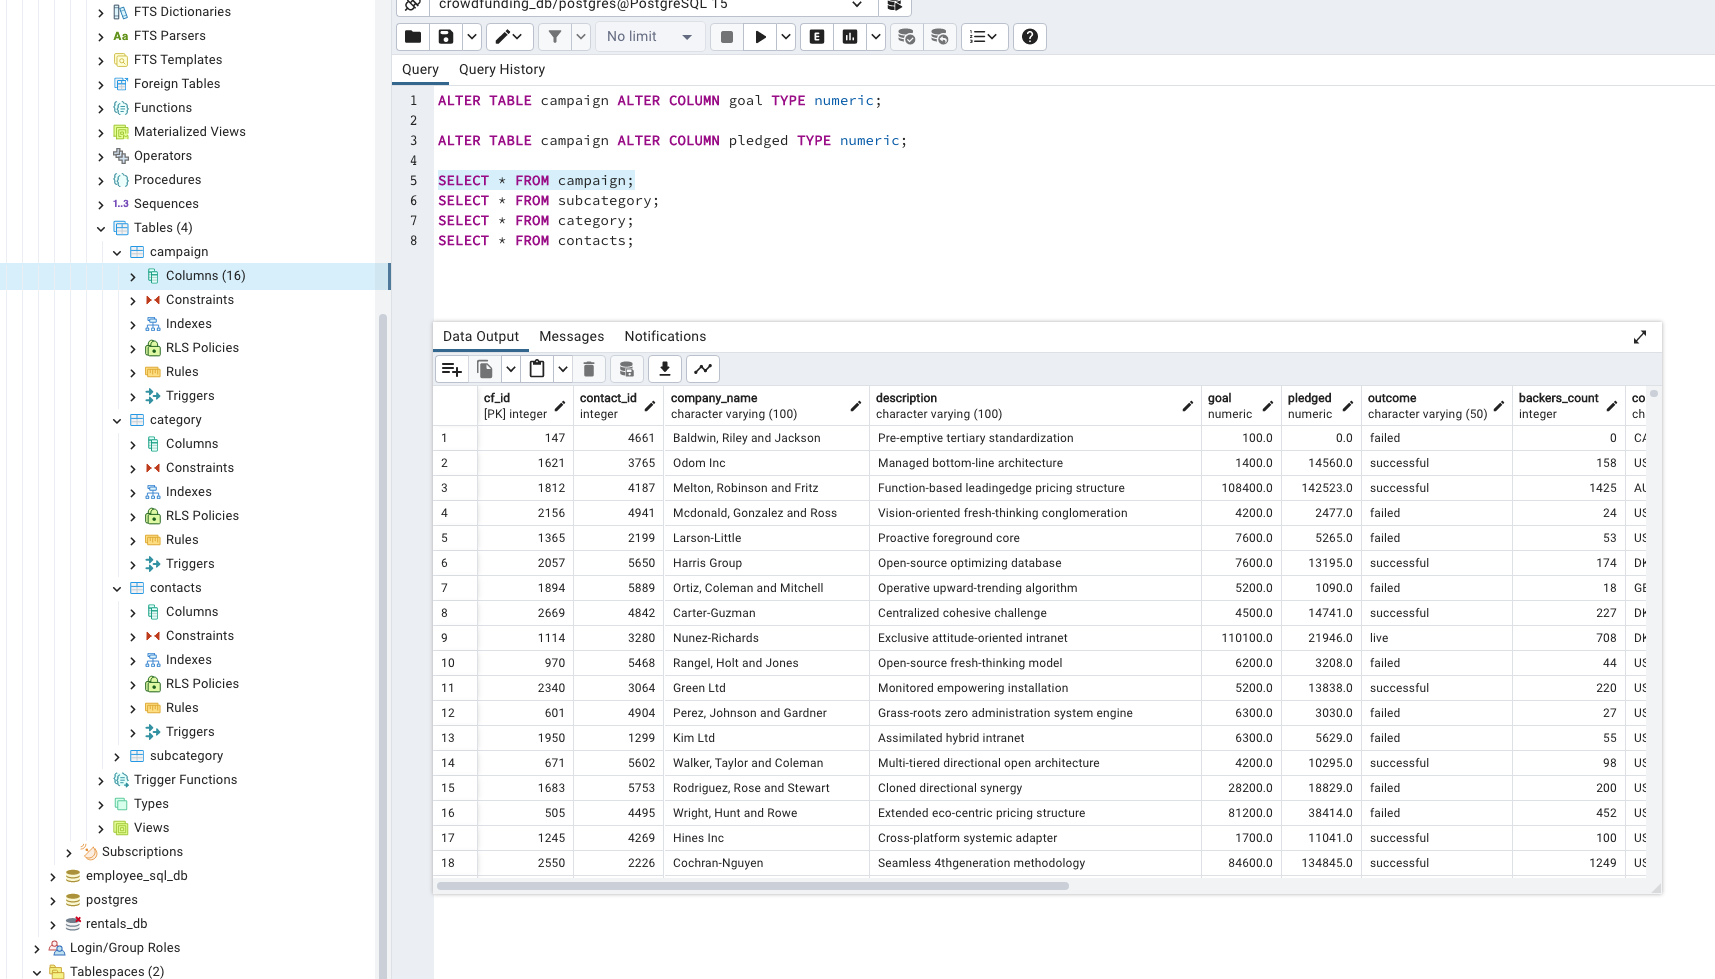 FTS Dictionaries
FTS Parsers
FTS Templates
Foreign Tables
Functions
Materialized Views
Operators
Procedures
1..3 Sequences
Tables (4)
campaign
Columns (16)
Constraints
Indexes
RLS Policies
Rules
Triggers
category
Columns
Constraints
Indexes
RLS Policies
Rules
Triggers
contacts
Columns
Constraints
Indexes
RLS Policies
Rules
Triggers
subcategory
Trigger Functions
Types
Views
Subscriptions
employee_sql_db
postgres
rentals_db
Login/Group Roles
Tablespaces (2)
crowdfunding_db/postgres@PostgreSQL 15
No limit
Query Query History
1 ALTER TABLE campaign ALTER COLUMN goal TYPE numeric;
2
3 ALTER TABLE campaign ALTER COLUMN pledged TYPE numeric;
4
5 SELECT * FROM campaign;
6 SELECT * FROM subcategory;
7 SELECT * FROM category;
8 SELECT * FROM contacts;
Data Output Messages Notifications
cf_id contact_id company_name description goal pledged outcome backers_count co
[PK] integer integer character varying (100) character varying (100) numeric numeric character varying (50) integer ch
1 147 4661 Baldwin, Riley and Jackson Pre-emptive tertiary standardization 100.0 0.0 failed 0 CA
2 1621 3765 Odom Inc Managed bottom-line architecture 1400.0 14560.0 successful 158 US
3 1812 4187 Melton, Robinson and Fritz Function-based leadingedge pricing structure 108400.0 142523.0 successful 1425 AU
4 2156 4941 Mcdonald, Gonzalez and Ross Vision-oriented fresh-thinking conglomeration 4200.0 2477.0 failed 24 US
5 1365 2199 Larson-Little Proactive foreground core 7600.0 5265.0 failed 53 US
6 2057 5650 Harris Group Open-source optimizing database 7600.0 13195.0 successful 174 DK
7 1894 5889 Ortiz, Coleman and Mitchell Operative upward-trending algorithm 5200.0 1090.0 failed 18 GB
8 2669 4842 Carter-Guzman Centralized cohesive challenge 4500.0 14741.0 successful 227 DK
9 1114 3280 Nunez-Richards Exclusive attitude-oriented intranet 110100.0 21946.0 live 708 DK
10 970 5468 Rangel, Holt and Jones Open-source fresh-thinking model 6200.0 3208.0 failed 44 US
11 2340 3064 Green Ltd Monitored empowering installation 5200.0 13838.0 successful 220 US
12 601 4904 Perez, Johnson and Gardner Grass-roots zero administration system engine 6300.0 3030.0 failed 27 US
13 1950 1299 Kim Ltd Assimilated hybrid intranet 6300.0 5629.0 failed 55 US
14 671 5602 Walker, Taylor and Coleman Multi-tiered directional open architecture 4200.0 10295.0 successful 98 US
15 1683 5753 Rodriguez, Rose and Stewart Cloned directional synergy 28200.0 18829.0 failed 200 US
16 505 4495 Wright, Hunt and Rowe Extended eco-centric pricing structure 81200.0 38414.0 failed 452 US
17 1245 4269 Hines Inc Cross-platform systemic adapter 1700.0 11041.0 successful 100 US
18 2550 2226 Cochran-Nguyen Seamless 4thgeneration methodology 84600.0 134845.0 successful 1249 US